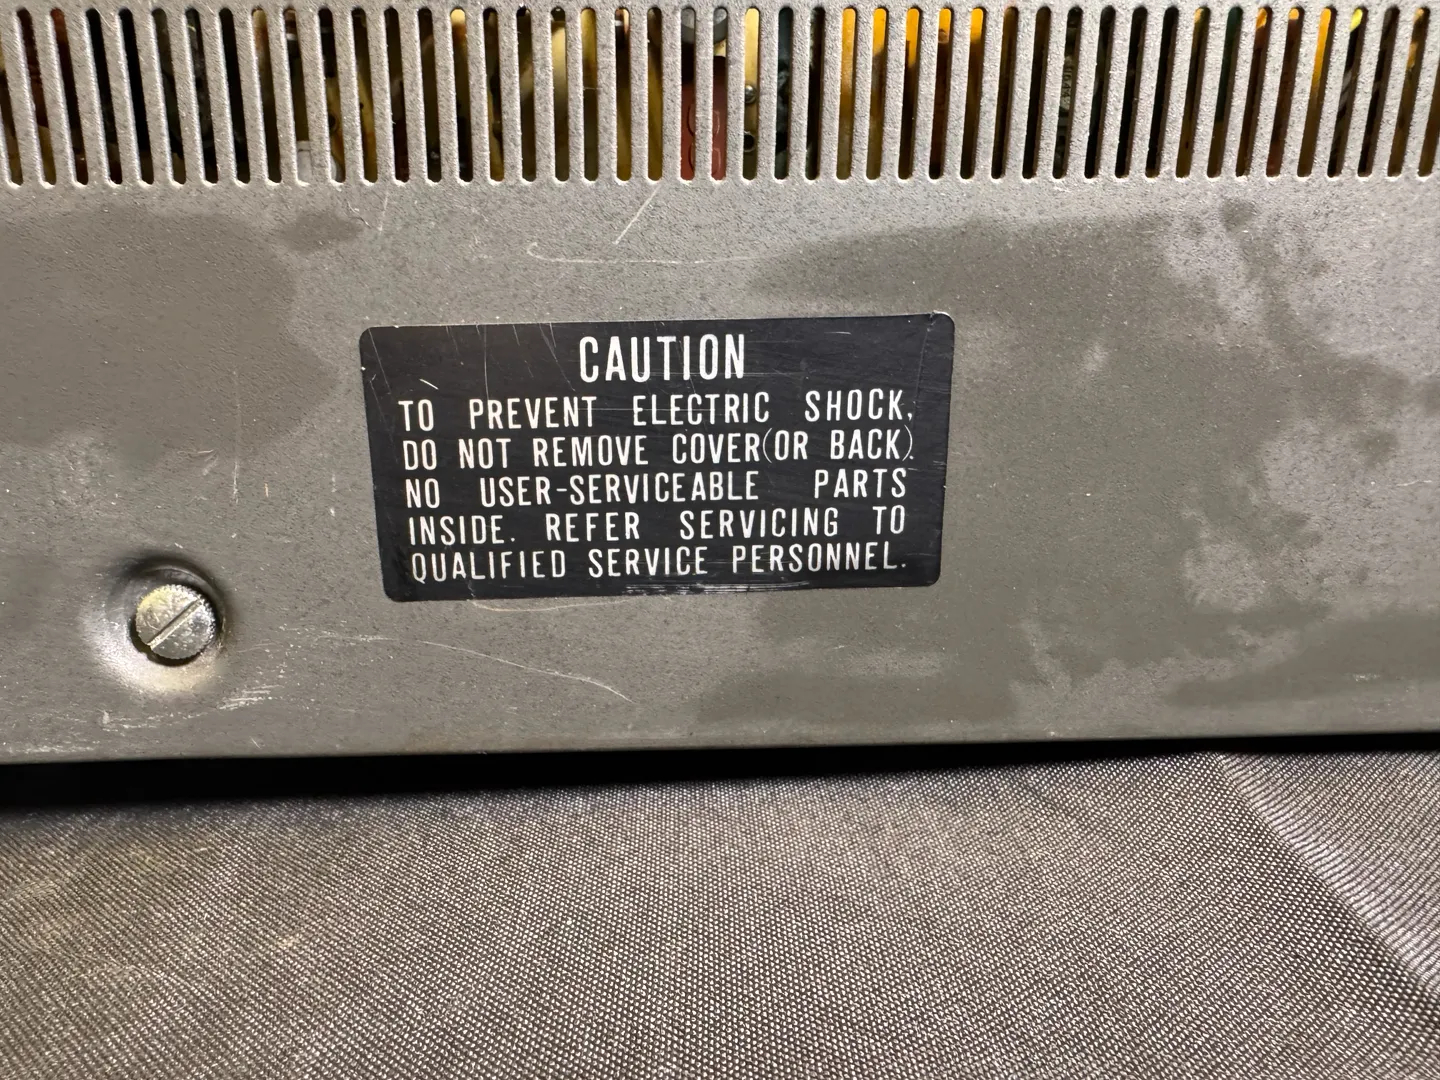 CAUTION
TO PREVENT ELECTRIC SHOCK,
DO NOT REMOVE COVER(OR BACK).
NO USER-SERVICEABLE PARTS
INSIDE. REFER SERVICING TO
QUALIFIED SERVICE PERSONNEL.